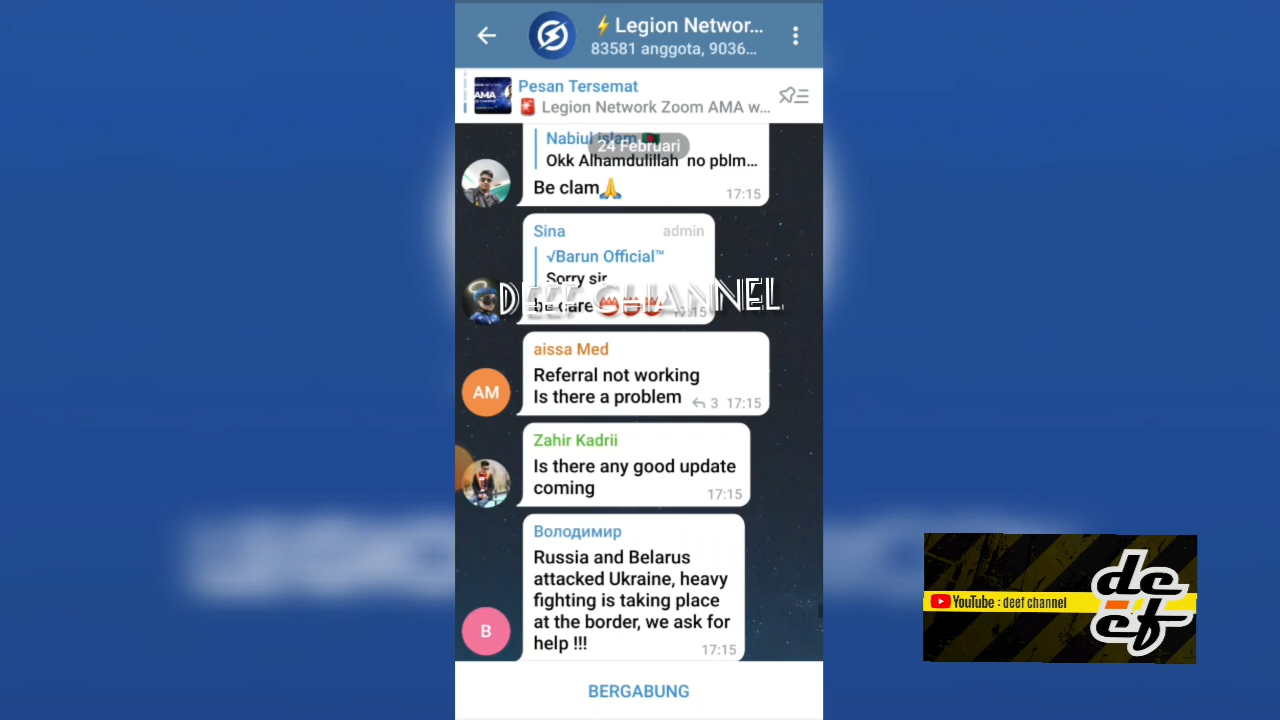 ⚡Legion Networ...
83581 anggota, 9036...
Pesan Tersemat
🚨 Legion Network Zoom AMA w...
AMA
24 Februari
Nabiul islam 🇧🇩
Okk Alhamdulillah no pblm...
Be clam🙏
17:15
Sina
admin
√Barun Official™
Sorry sir
be care
17:15
DEEF CHANNEL
aissa Med
Referral not working
Is there a problem
3 17:15
AM
Zahir Kadrii
Is there any good update
coming
17:15
Володимир
Russia and Belarus
attacked Ukraine, heavy
fighting is taking place
at the border, we ask for
help !!!
17:15
В
BERGABUNG
YouTube : deef channel
de
ef